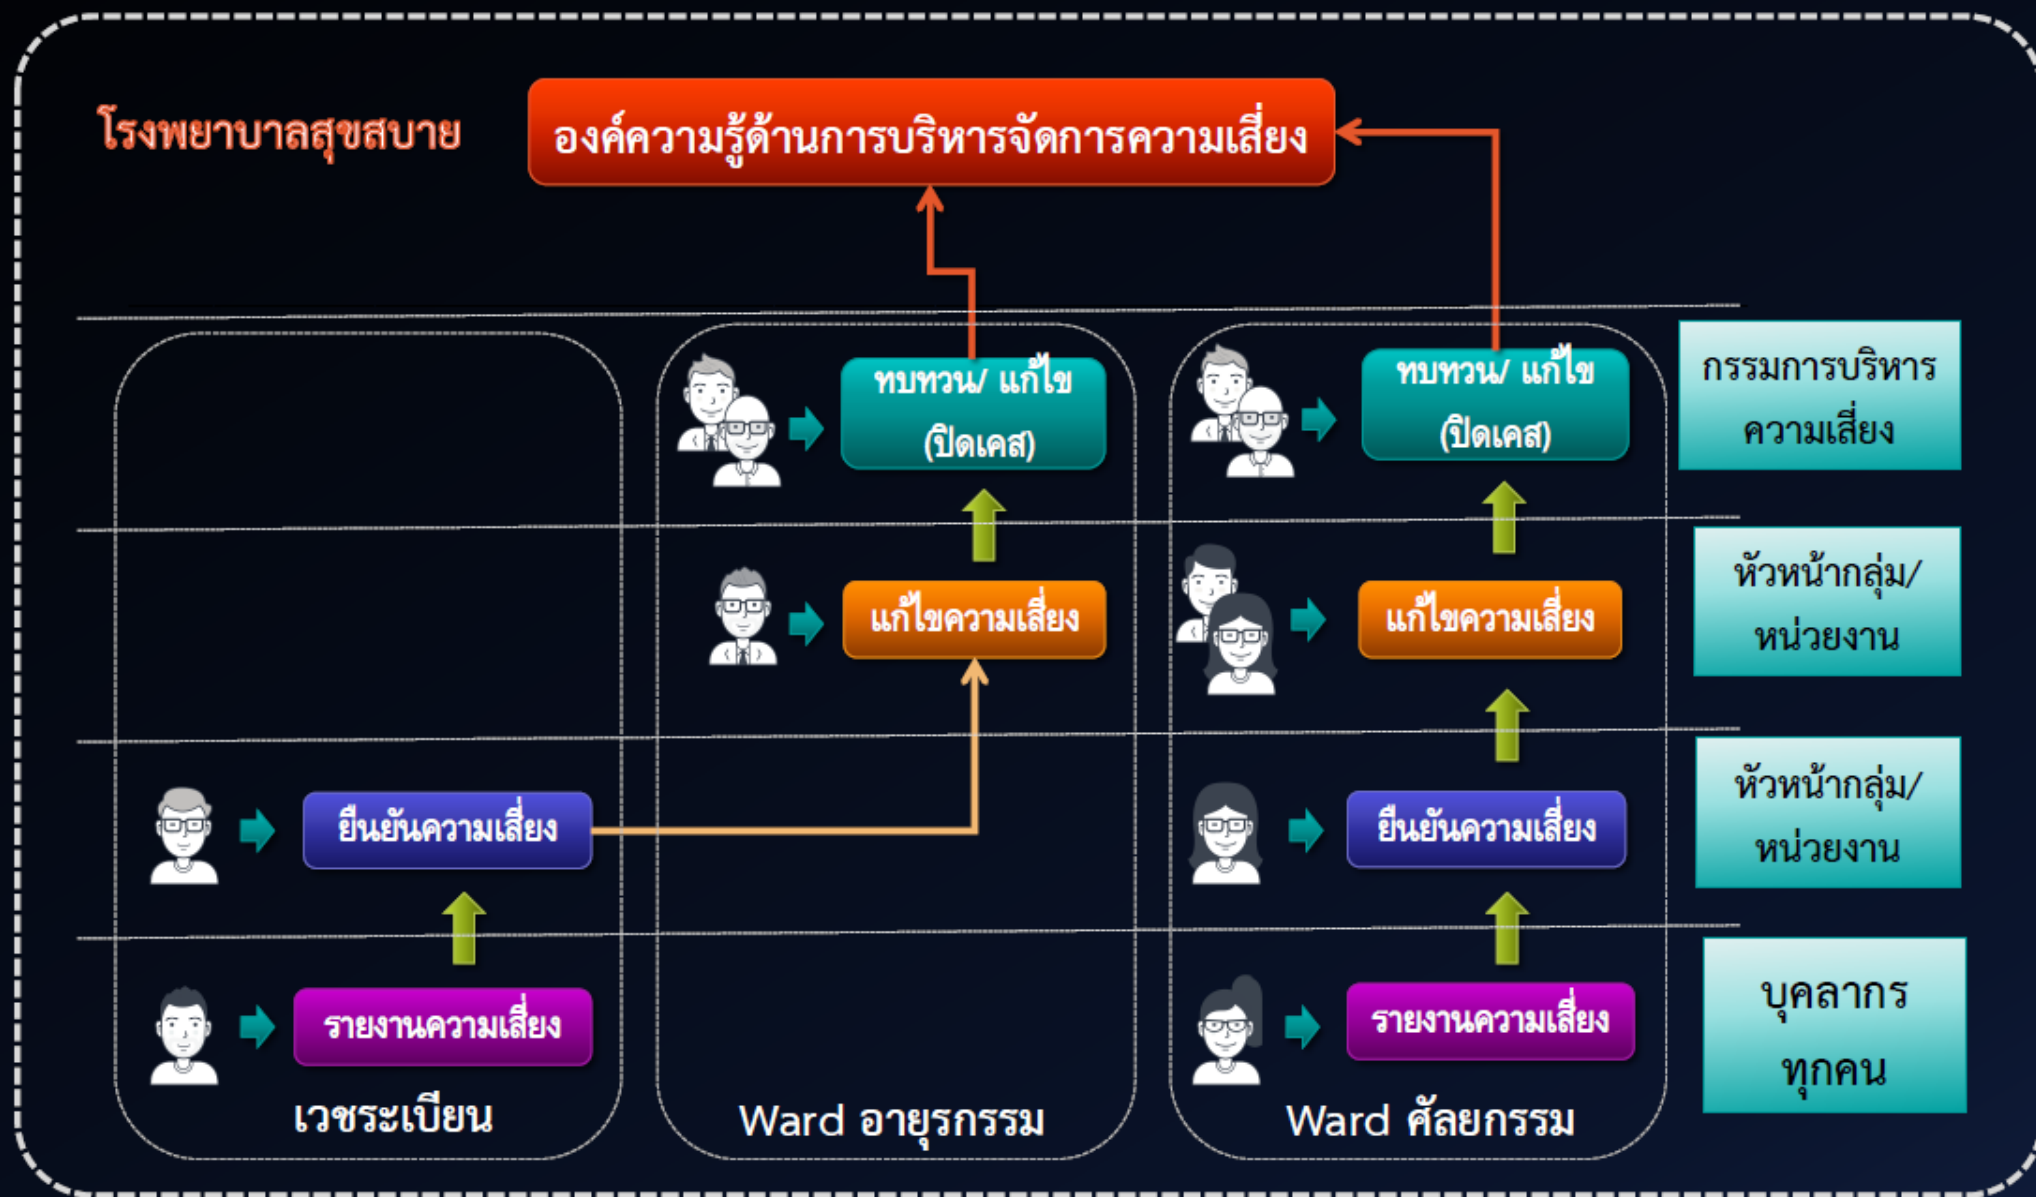 โรงพยาบาลสุขสบาย
องค์ความรู้ด้านการบริหารจัดการความเสี่ยง
ทบทวน/ แก้ไข
(ปิดเคส)
ทบทวน/ แก้ไข
(ปิดเคส)
กรรมการบริหาร
ความเสี่ยง
แก้ไขความเสี่ยง
แก้ไขความเสี่ยง
หัวหน้ากลุ่ม/
หน่วยงาน
ยืนยันความเสี่ยง
ยืนยันความเสี่ยง
หัวหน้ากลุ่ม/
หน่วยงาน
รายงานความเสี่ยง
รายงานความเสี่ยง
บุคลากร
ทุกคน
เวชระเบียน
Ward อายุรกรรม
Ward ศัลยกรรม